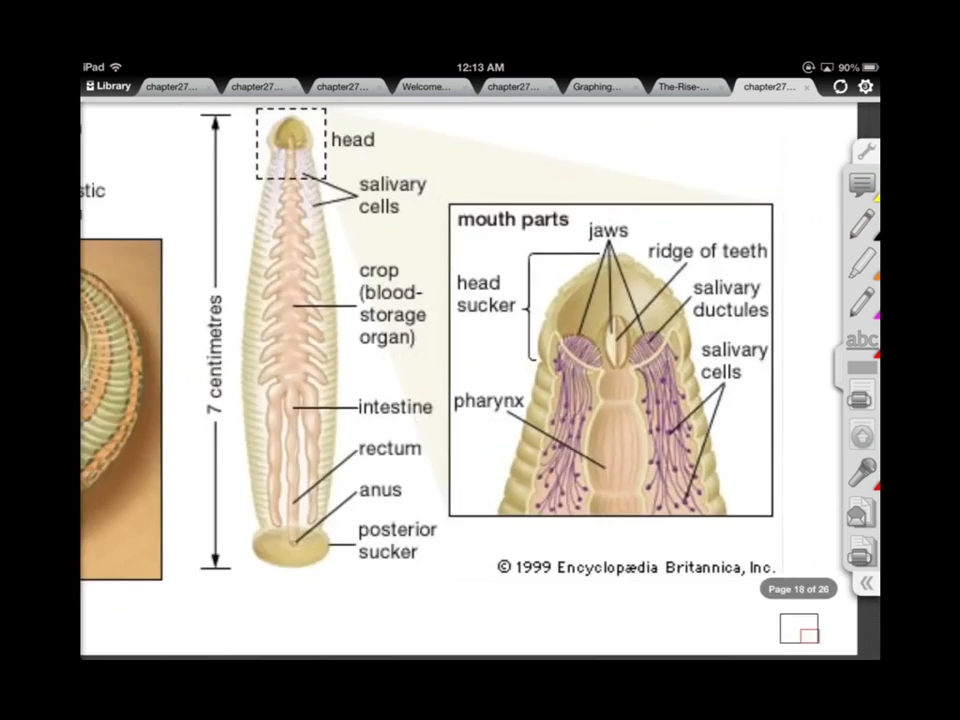 iPad
12:13 AM
90%
Library
chapter27...
chapter27...
chapter27...
Welcome...
chapter27...
Graphing...
The-Rise-...
chapter27...
stic
head
salivary
cells
crop
(blood-
storage
organ)
7 centimetres
intestine
rectum
anus
posterior
sucker
mouth parts
jaws
ridge of teeth
head
sucker
salivary
ductules
salivary
cells
pharynx
© 1999 Encyclopædia Britannica, Inc.
Page 18 of 26
abc